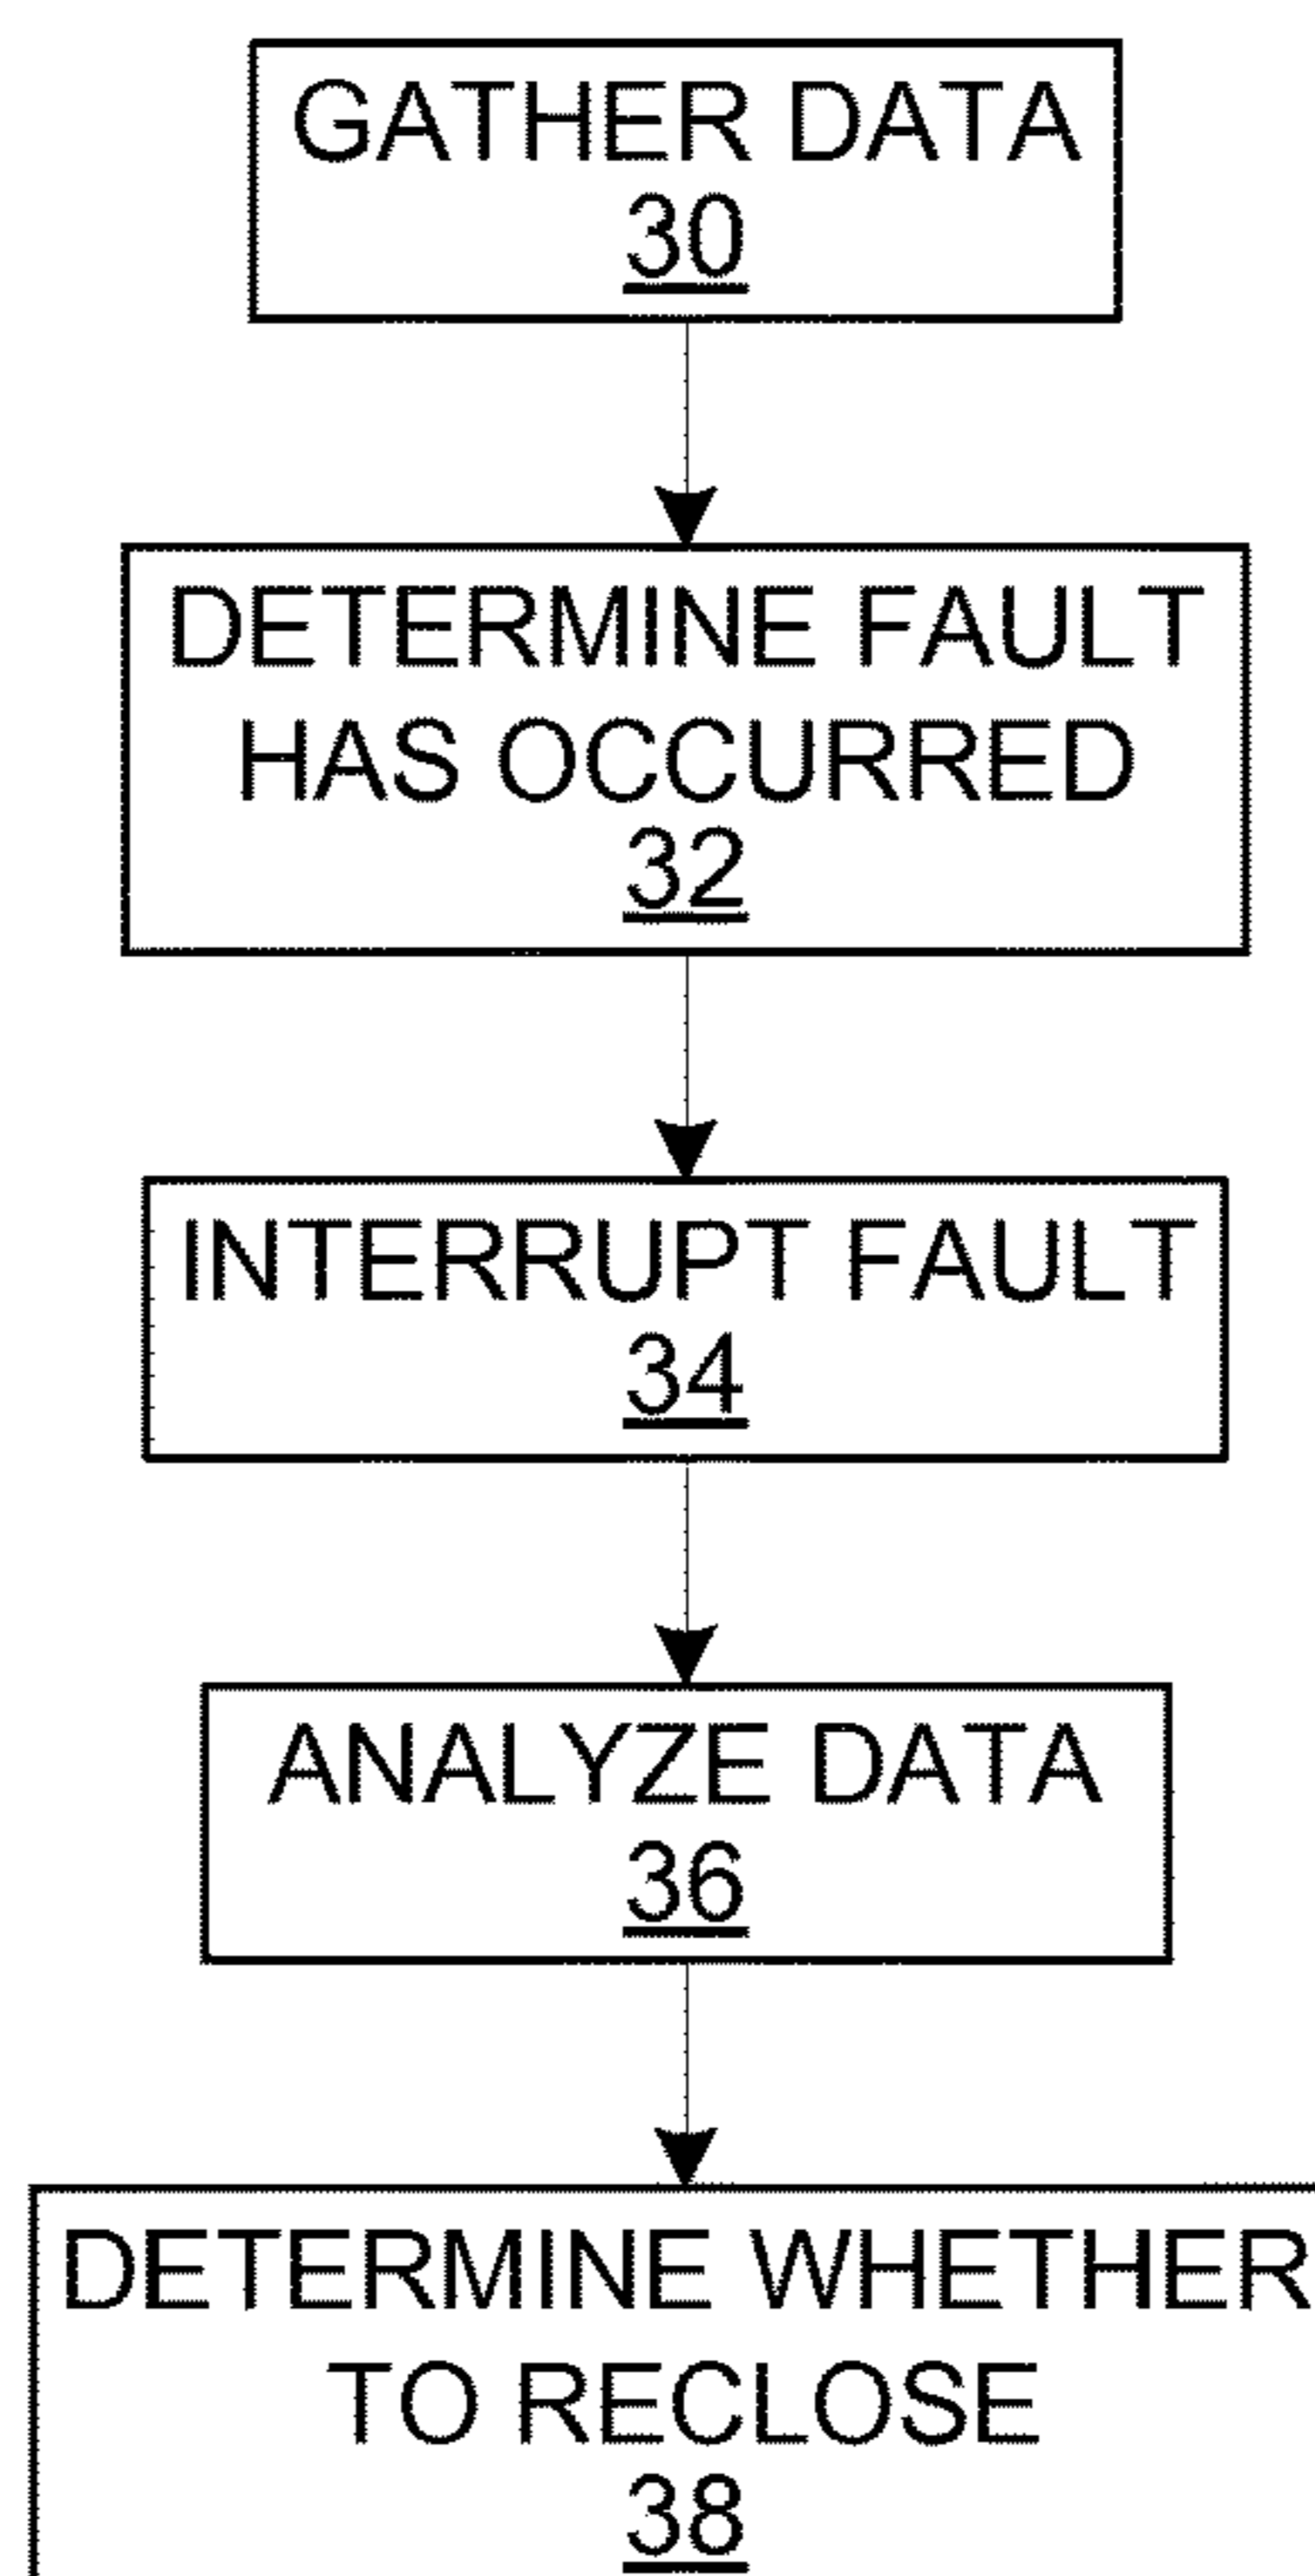 GATHER DATA
30
DETERMINE FAULT
HAS OCCURRED
32
INTERRUPT FAULT
34
ANALYZE DATA
36
DETERMINE WHETHER
TO RECLOSE
38